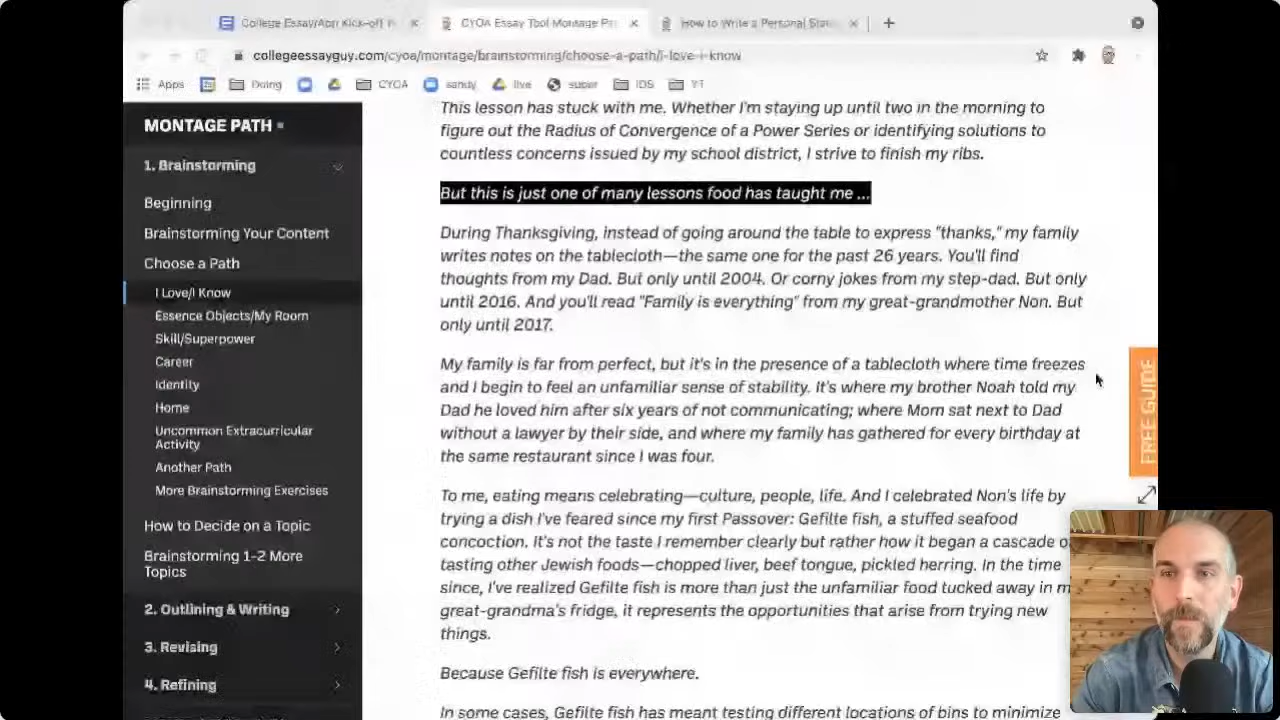 College Essay/App Kick-off
CYOA Essay Tool Montage Pa
How to Write a Personal Stat
collegeessayguy.com/cyoa/montage/brainstorming/choose-a-path/i-love-i-know
Apps
Doing
CYOA
sandy
live
super
IDS
YT
MONTAGE PATH
1. Brainstorming
Beginning
Brainstorming Your Content
Choose a Path
I Love/I Know
Essence Objects/My Room
Skill/Superpower
Career
Identity
Home
Uncommon Extracurricular
Activity
Another Path
More Brainstorming Exercises
How to Decide on a Topic
Brainstorming 1-2 More
Topics
2. Outlining & Writing
3. Revising
4. Refining
This lesson has stuck with me. Whether I'm staying up until two in the morning to
figure out the Radius of Convergence of a Power Series or identifying solutions to
countless concerns issued by my school district, I strive to finish my ribs.
But this is just one of many lessons food has taught me ...
During Thanksgiving, instead of going around the table to express "thanks," my family
writes notes on the tablecloth—the same one for the past 26 years. You'll find
thoughts from my Dad. But only until 2004. Or corny jokes from my step-dad. But only
until 2016. And you'll read "Family is everything" from my great-grandmother Non. But
only until 2017.
My family is far from perfect, but it's in the presence of a tablecloth where time freezes
and I begin to feel an unfamiliar sense of stability. It's where my brother Noah told my
Dad he loved him after six years of not communicating; where Mom sat next to Dad
without a lawyer by their side, and where my family has gathered for every birthday at
the same restaurant since I was four.
To me, eating means celebrating—culture, people, life. And I celebrated Non's life by
trying a dish I've feared since my first Passover: Gefilte fish, a stuffed seafood
concoction. It's not the taste I remember clearly but rather how it began a cascade o
tasting other Jewish foods—chopped liver, beef tongue, pickled herring. In the time
since, I've realized Gefilte fish is more than just the unfamiliar food tucked away in m
great-grandma's fridge, it represents the opportunities that arise from trying new
things.
Because Gefilte fish is everywhere.
In some cases, Gefilte fish has meant testing different locations of bins to minimize
FREE GUIDE